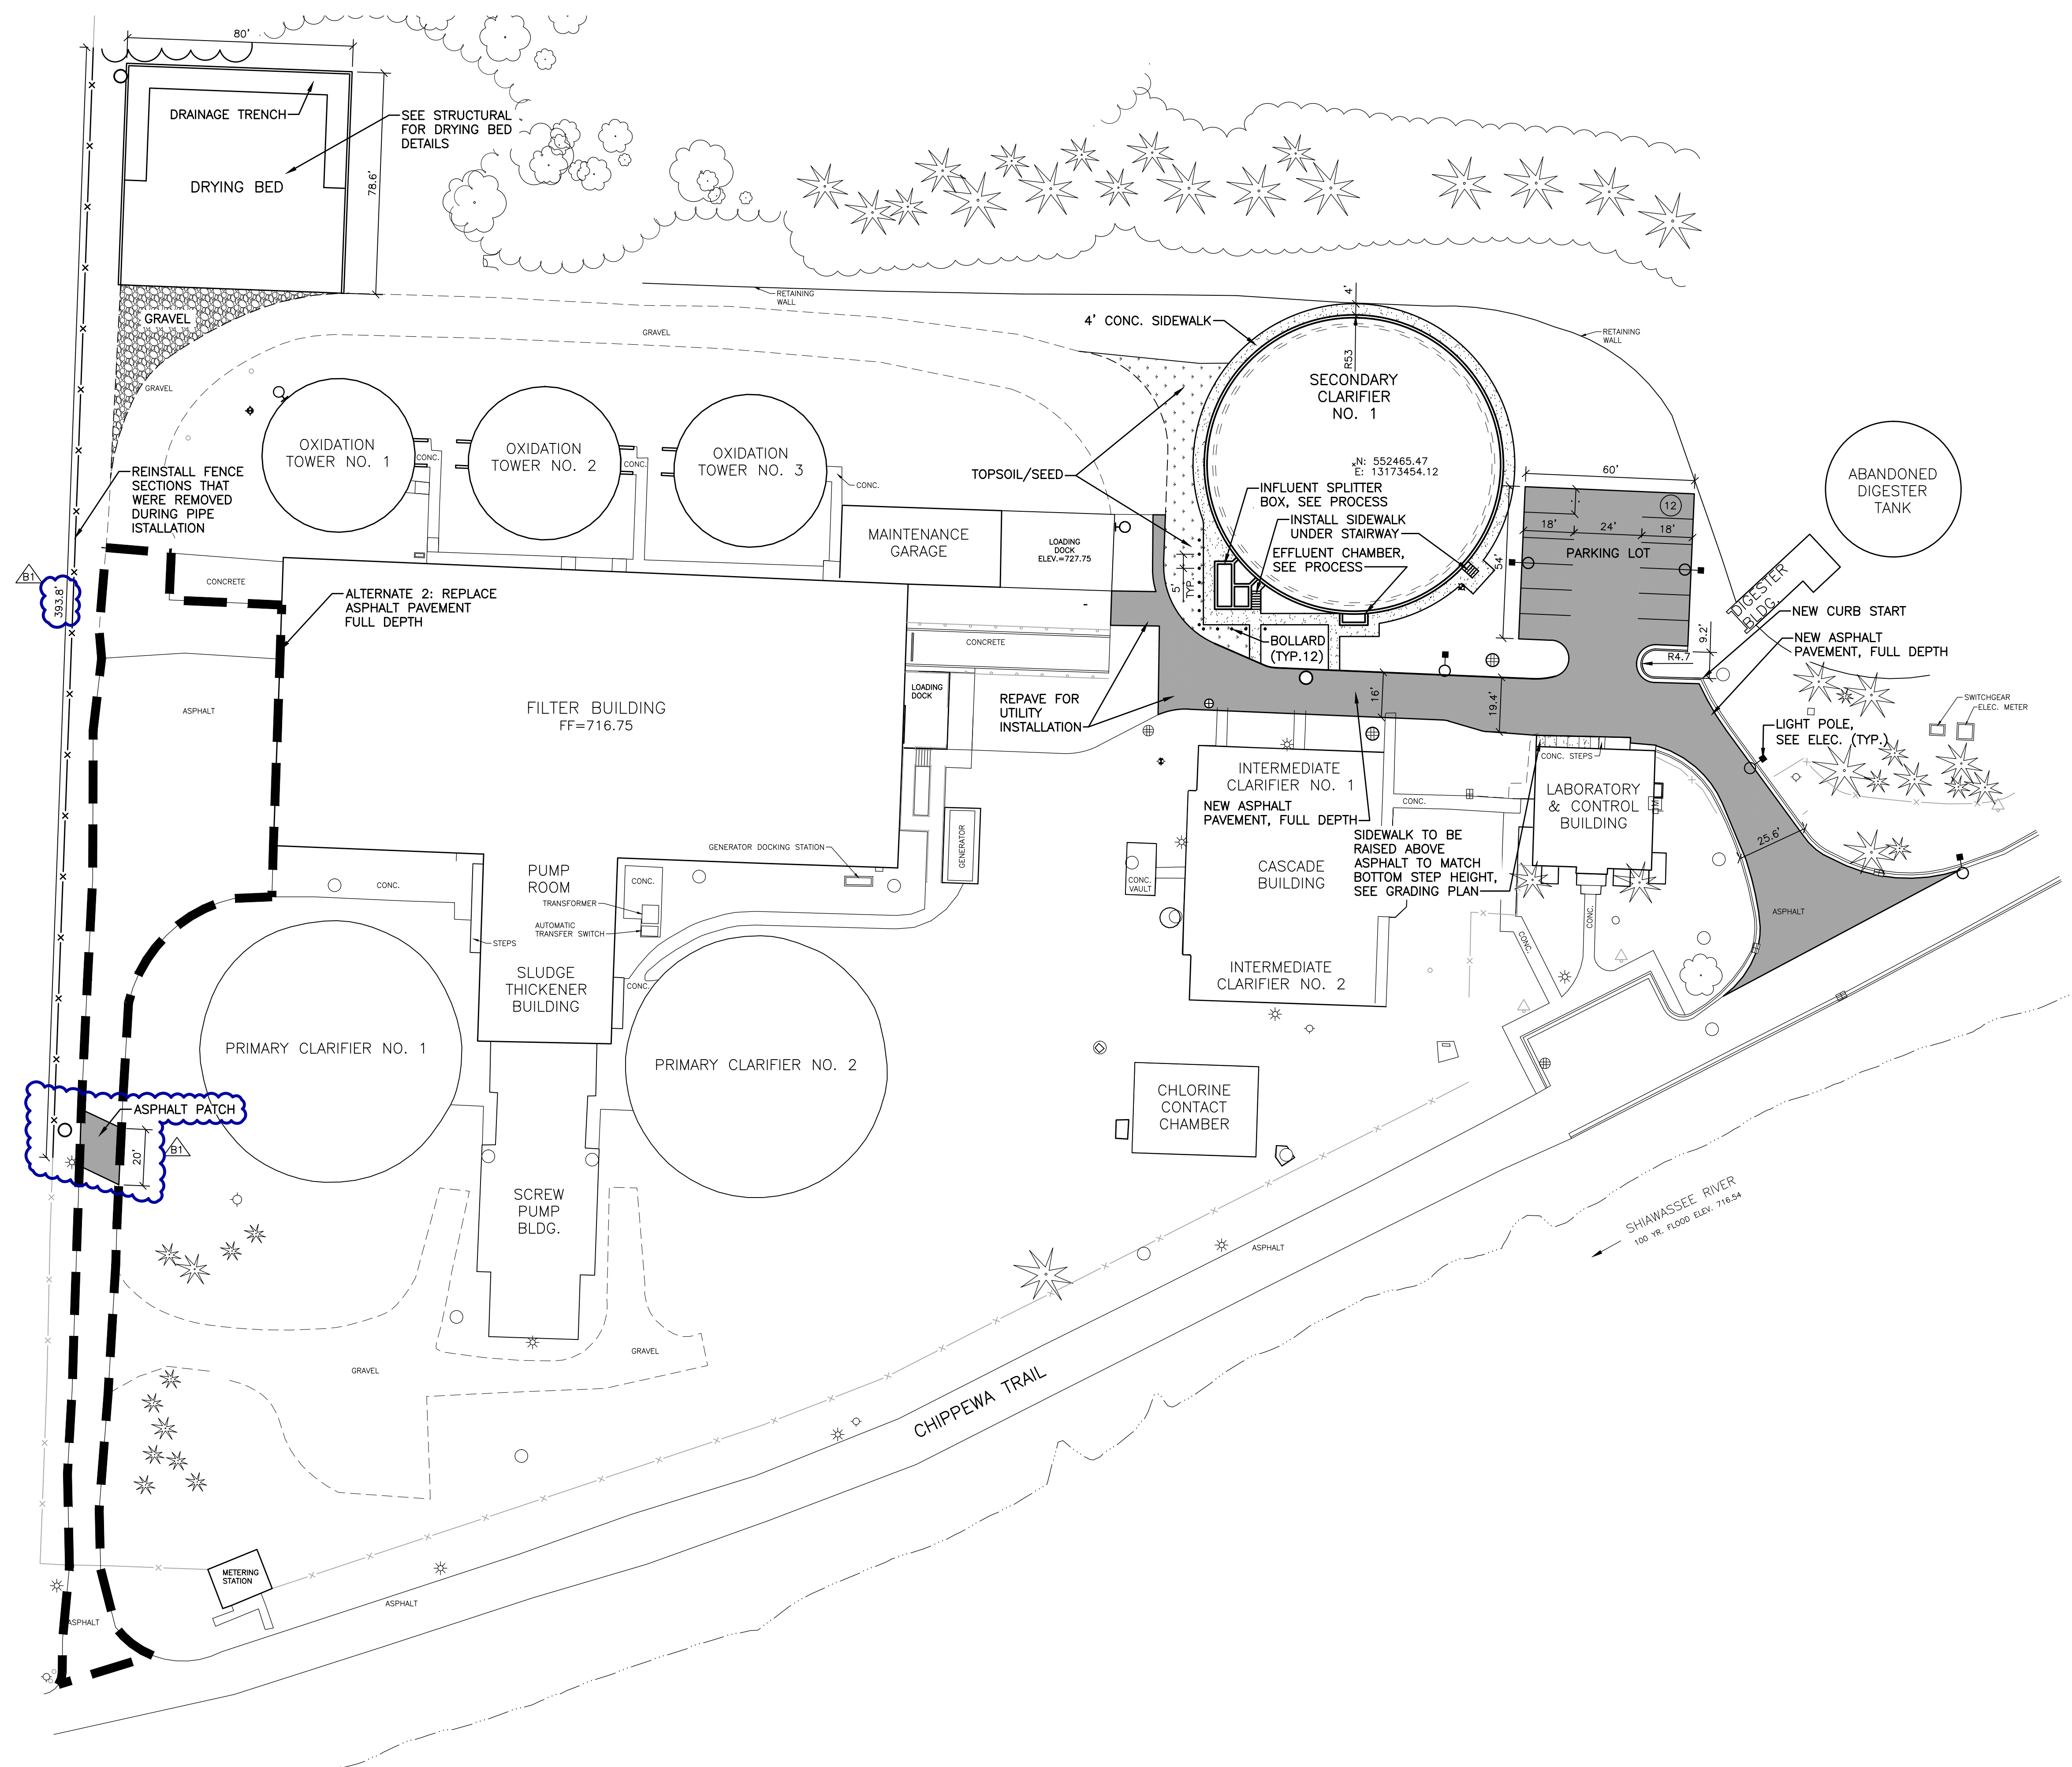 80'
DRAINAGE TRENCH
SEE STRUCTURAL
FOR DRYING BED
DETAILS
DRYING BED
78.6'
GRAVEL
RETAINING
WALL
GRAVEL
4'
4' CONC. SIDEWALK
R53
RETAINING
WALL
GRAVEL
SECONDARY
CLARIFIER
NO. 1
N: 552465.47
E: 13173454.12
OXIDATION
TOWER NO. 1
CONC.
OXIDATION
TOWER NO. 2
CONC.
OXIDATION
TOWER NO. 3
CONC.
TOPSOIL/SEED
60'
ABANDONED
DIGESTER
TANK
REINSTALL FENCE
SECTIONS THAT
WERE REMOVED
DURING PIPE
ISTALLATION
INFLUENT SPLITTER
BOX, SEE PROCESS
INSTALL SIDEWALK
UNDER STAIRWAY
EFFLUENT CHAMBER,
SEE PROCESS
12
18'
24'
18'
PARKING LOT
54'
MAINTENANCE
GARAGE
LOADING
DOCK
ELEV.=727.75
B1
393.8'
CONCRETE
ALTERNATE 2: REPLACE
ASPHALT PAVEMENT
FULL DEPTH
5'
TYP.
DIGESTER
BLDG.
NEW CURB START
9.2'
R4.7
NEW ASPHALT
PAVEMENT, FULL DEPTH
BOLLARD
(TYP.12)
CONCRETE
LOADING
DOCK
REPAVE FOR
UTILITY
INSTALLATION
16'
19.4'
SWITCHGEAR
ELEC. METER
LIGHT POLE,
SEE ELEC. (TYP.)
ASPHALT
FILTER BUILDING
FF=716.75
CONC. STEPS
INTERMEDIATE
CLARIFIER NO. 1
NEW ASPHALT
PAVEMENT, FULL DEPTH
CONC.
LABORATORY
& CONTROL
BUILDING
SIDEWALK TO BE
RAISED ABOVE
ASPHALT TO MATCH
BOTTOM STEP HEIGHT,
SEE GRADING PLAN
25.6'
GENERATOR DOCKING STATION
GENERATOR
CONC.
VAULT
CASCADE
BUILDING
PUMP
ROOM
CONC.
CONC.
TRANSFORMER
AUTOMATIC
TRANSFER SWITCH
STEPS
CONC.
CONC.
ASPHALT
SLUDGE
THICKENER
BUILDING
CONC.
INTERMEDIATE
CLARIFIER NO. 2
PRIMARY CLARIFIER NO. 1
PRIMARY CLARIFIER NO. 2
CHLORINE
CONTACT
CHAMBER
ASPHALT PATCH
20'
B1
SCREW
PUMP
BLDG.
SHIAWASSEE RIVER
100 YR. FLOOD ELEV. 716.54
ASPHALT
GRAVEL
GRAVEL
CHIPPEWA TRAIL
METERING
STATION
ASPHALT
ASPHALT